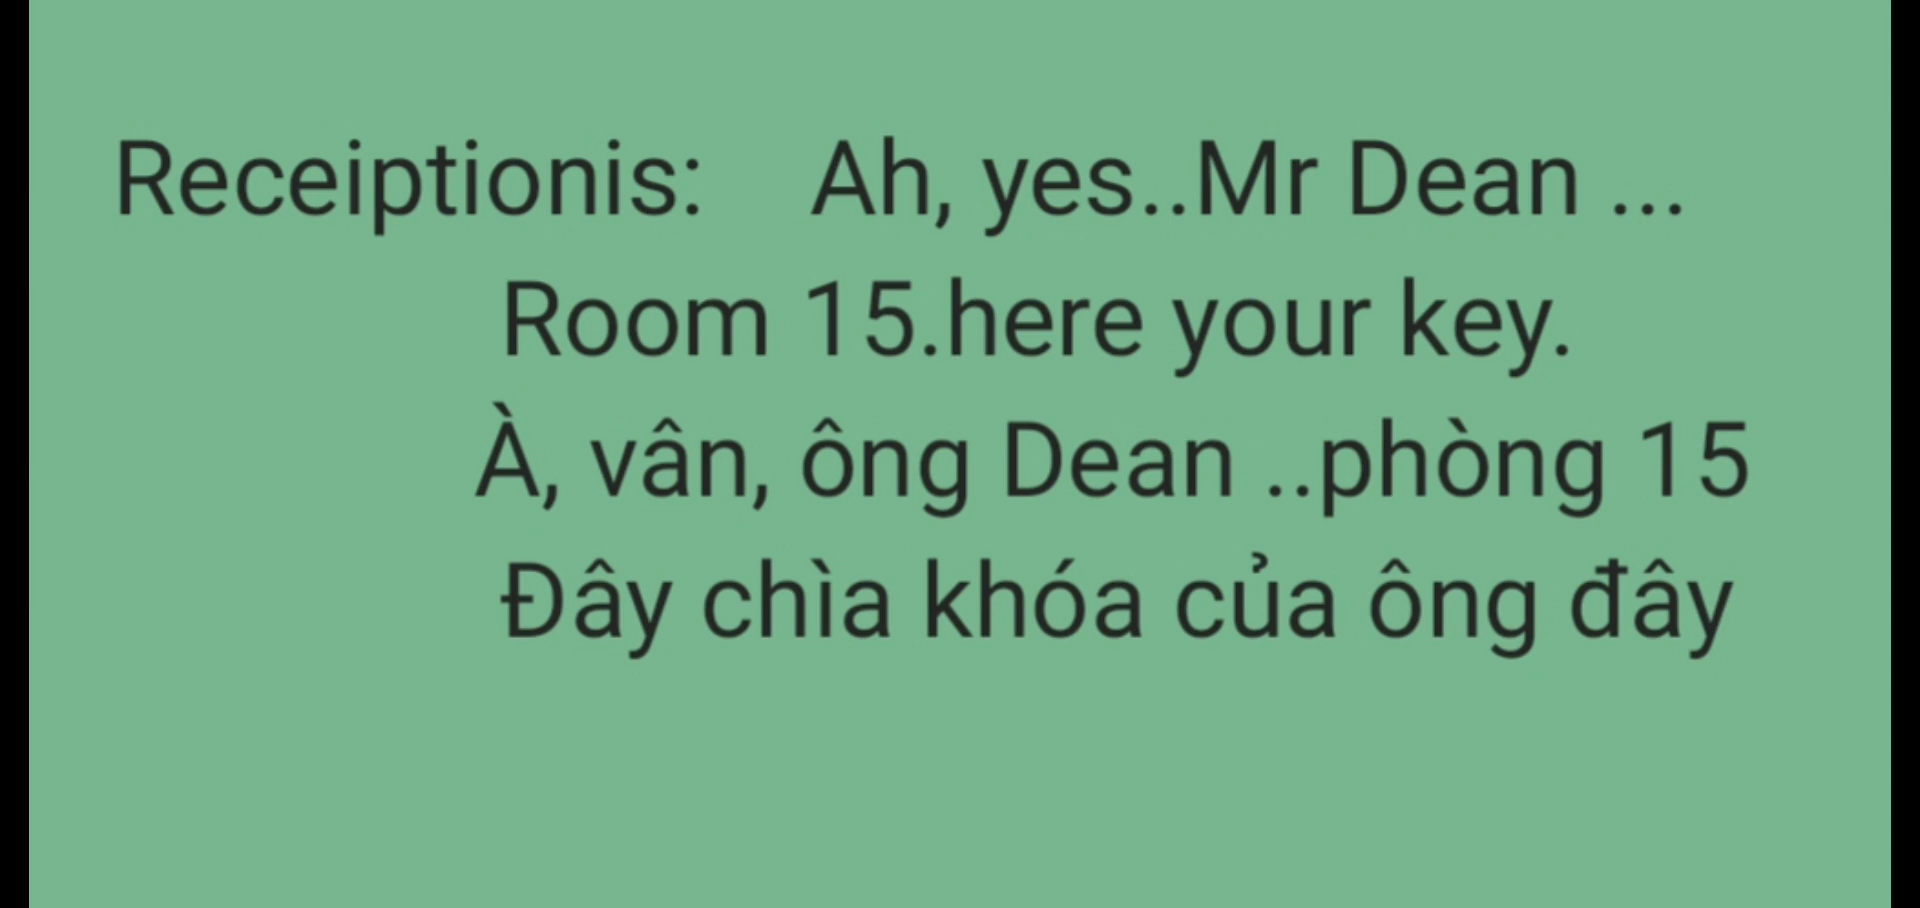 Receiptionis: Ah, yes..Mr Dean ...
Room 15.here your key.
À, vân, ông Dean ..phòng 15
Đây chìa khóa của ông đây